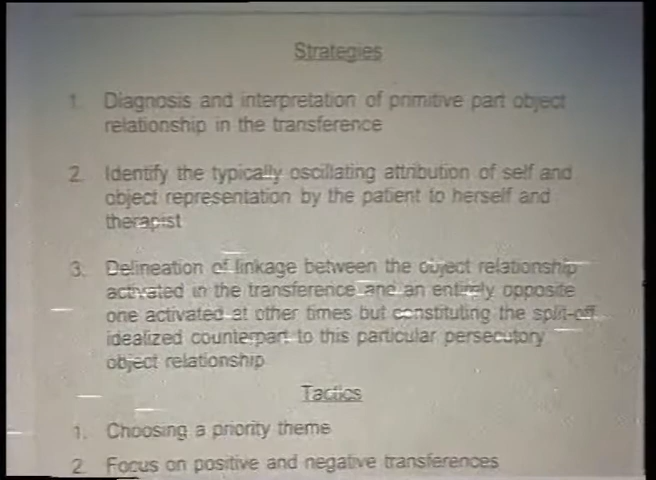 Strategies
1. Diagnosis and interpretation of primitive part object
relationship in the transference
2. Identify the typically oscillating attribution of self and
object representation by the patient to herself and
therapist
3. Delineation of linkage between the object relationship
activated in the transference and an entirely opposite
one activated at other times but constituting the split-off
idealized counterpart to this particular persecutory
object relationship
Tactics
1. Choosing a priority theme
2. Focus on positive and negative transferences